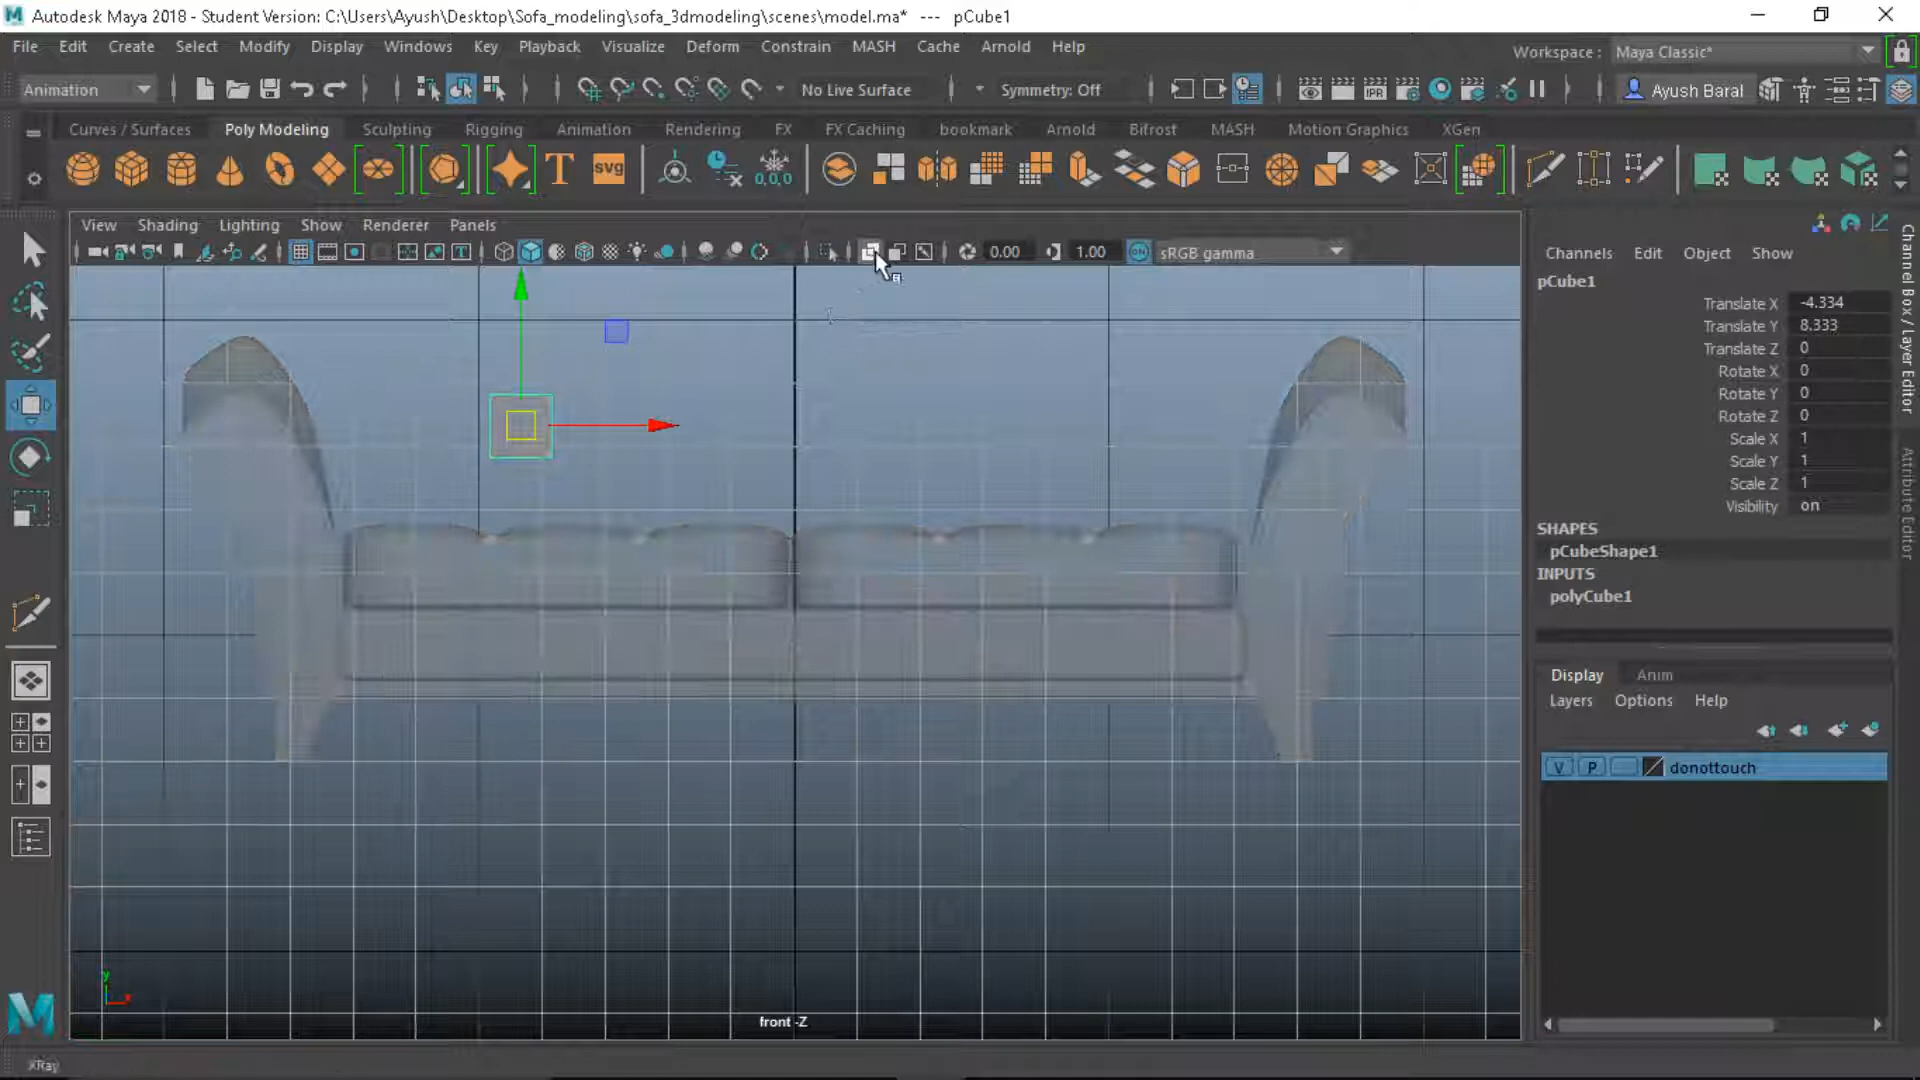 Autodesk Maya 2018 - Student Version: C:\Users\Ayush\Desktop\Sofa_modeling\sofa_3dmodeling\scenes\model.ma* --- pCube1
File Edit Create Select Modify Display Windows Mesh Key Playback Visualize Deform Constrain MASH Cache Arnold Help
Workspace : Maya Classic*
Animation
No Live Surface
Symmetry: Off
IPR
Ayush Baral
Curves / Surfaces Poly Modeling Sculpting Rigging Animation Rendering FX FX Caching bookmark Arnold Bifrost MASH Motion Graphics XGen
T svg 0,0,0
View Shading Lighting Show Renderer Panels
0.00 1.00 ON sRGB gamma
Channels Edit Object Show
pCube1
Translate X -4.334
Translate Y 8.333
Translate Z 0
Rotate X 0
Rotate Y 0
Rotate Z 0
Scale X 1
Scale Y 1
Scale Z 1
Visibility on
SHAPES
pCubeShape1
INPUTS
polyCube1
Display Anim
Layers Options Help
V P donottouch
Channel Box / Layer Editor
Attribute Editor
y
x
front -Z
M
XRay